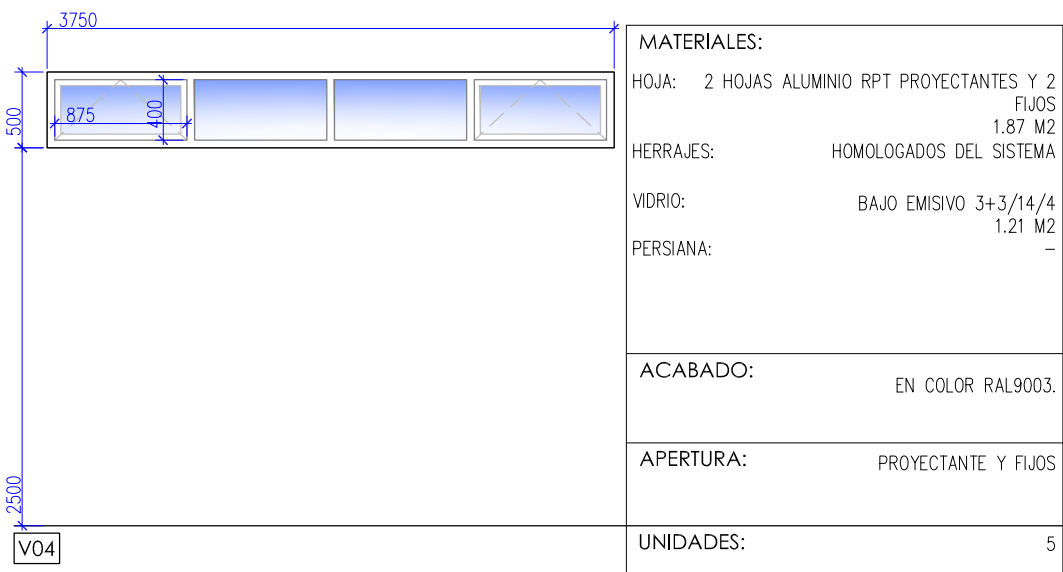 3750
500
875
400
2500
V04
MATERIALES:
HOJA: 2 HOJAS ALUMINIO RPT PROYECTANTES Y 2
FIJOS
1.87 M2
HERRAJES: HOMOLOGADOS DEL SISTEMA
VIDRIO: BAJO EMISIVO 3+3/14/4
1.21 M2
PERSIANA: –
ACABADO:
EN COLOR RAL9003.
APERTURA: PROYECTANTE Y FIJOS
UNIDADES: 5